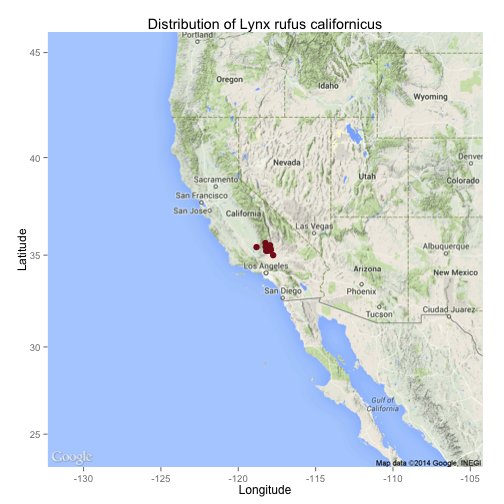 Distribution of Lynx rufus californicus
45
40
35
30
25
Latitude
Portland
Oregon
Idaho
Wyoming
Nevada
Utah
Denver
Colorado
Sacramento
San Francisco
San Jose
California
Las Vegas
Los Angeles
Albuquerque
Arizona
New Mexico
San Diego
Phoenix
Tucson
Ciudad Juarez
Gulf of
California
Google
Map data ©2014 Google, INEGI
-130
-125
-120
-115
-110
-105
Longitude